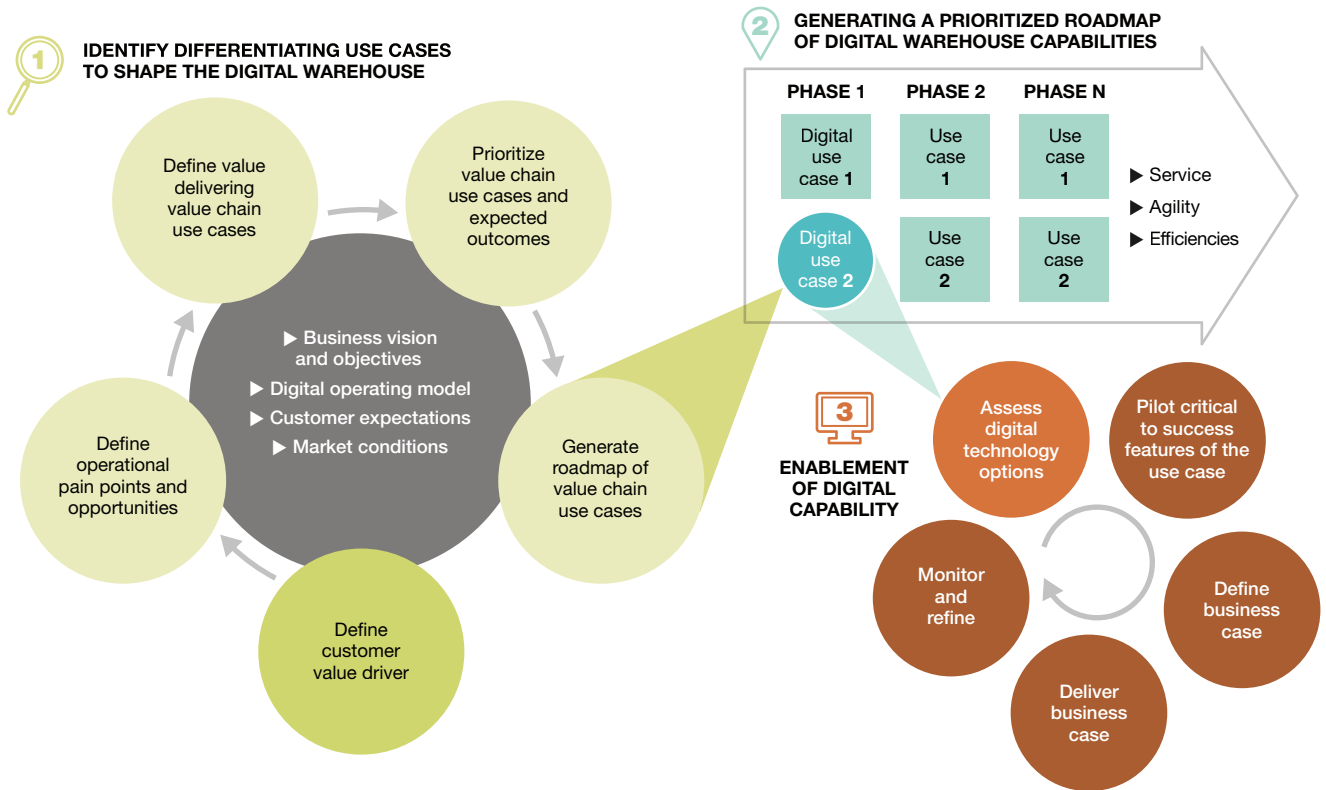 1
IDENTIFY DIFFERENTIATING USE CASES
TO SHAPE THE DIGITAL WAREHOUSE
Define value
delivering
value chain
use cases
Prioritize
value chain
use cases and
expected
outcomes
▶ Business vision
and objectives
▶ Digital operating model
▶ Customer expectations
▶ Market conditions
Define
operational
pain points and
opportunities
Generate
roadmap of
value chain
use cases
Define
customer
value driver
2
GENERATING A PRIORITIZED ROADMAP
OF DIGITAL WAREHOUSE CAPABILITIES
PHASE 1
PHASE 2
PHASE N
Digital
use
case 1
Use
case
1
Use
case
1
Digital
use
case 2
Use
case
2
Use
case
2
▶ Service
▶ Agility
▶ Efficiencies
3
ENABLEMENT
OF DIGITAL
CAPABILITY
Assess
digital
technology
options
Pilot critical
to success
features of the
use case
Define
business
case
Deliver
business
case
Monitor
and
refine